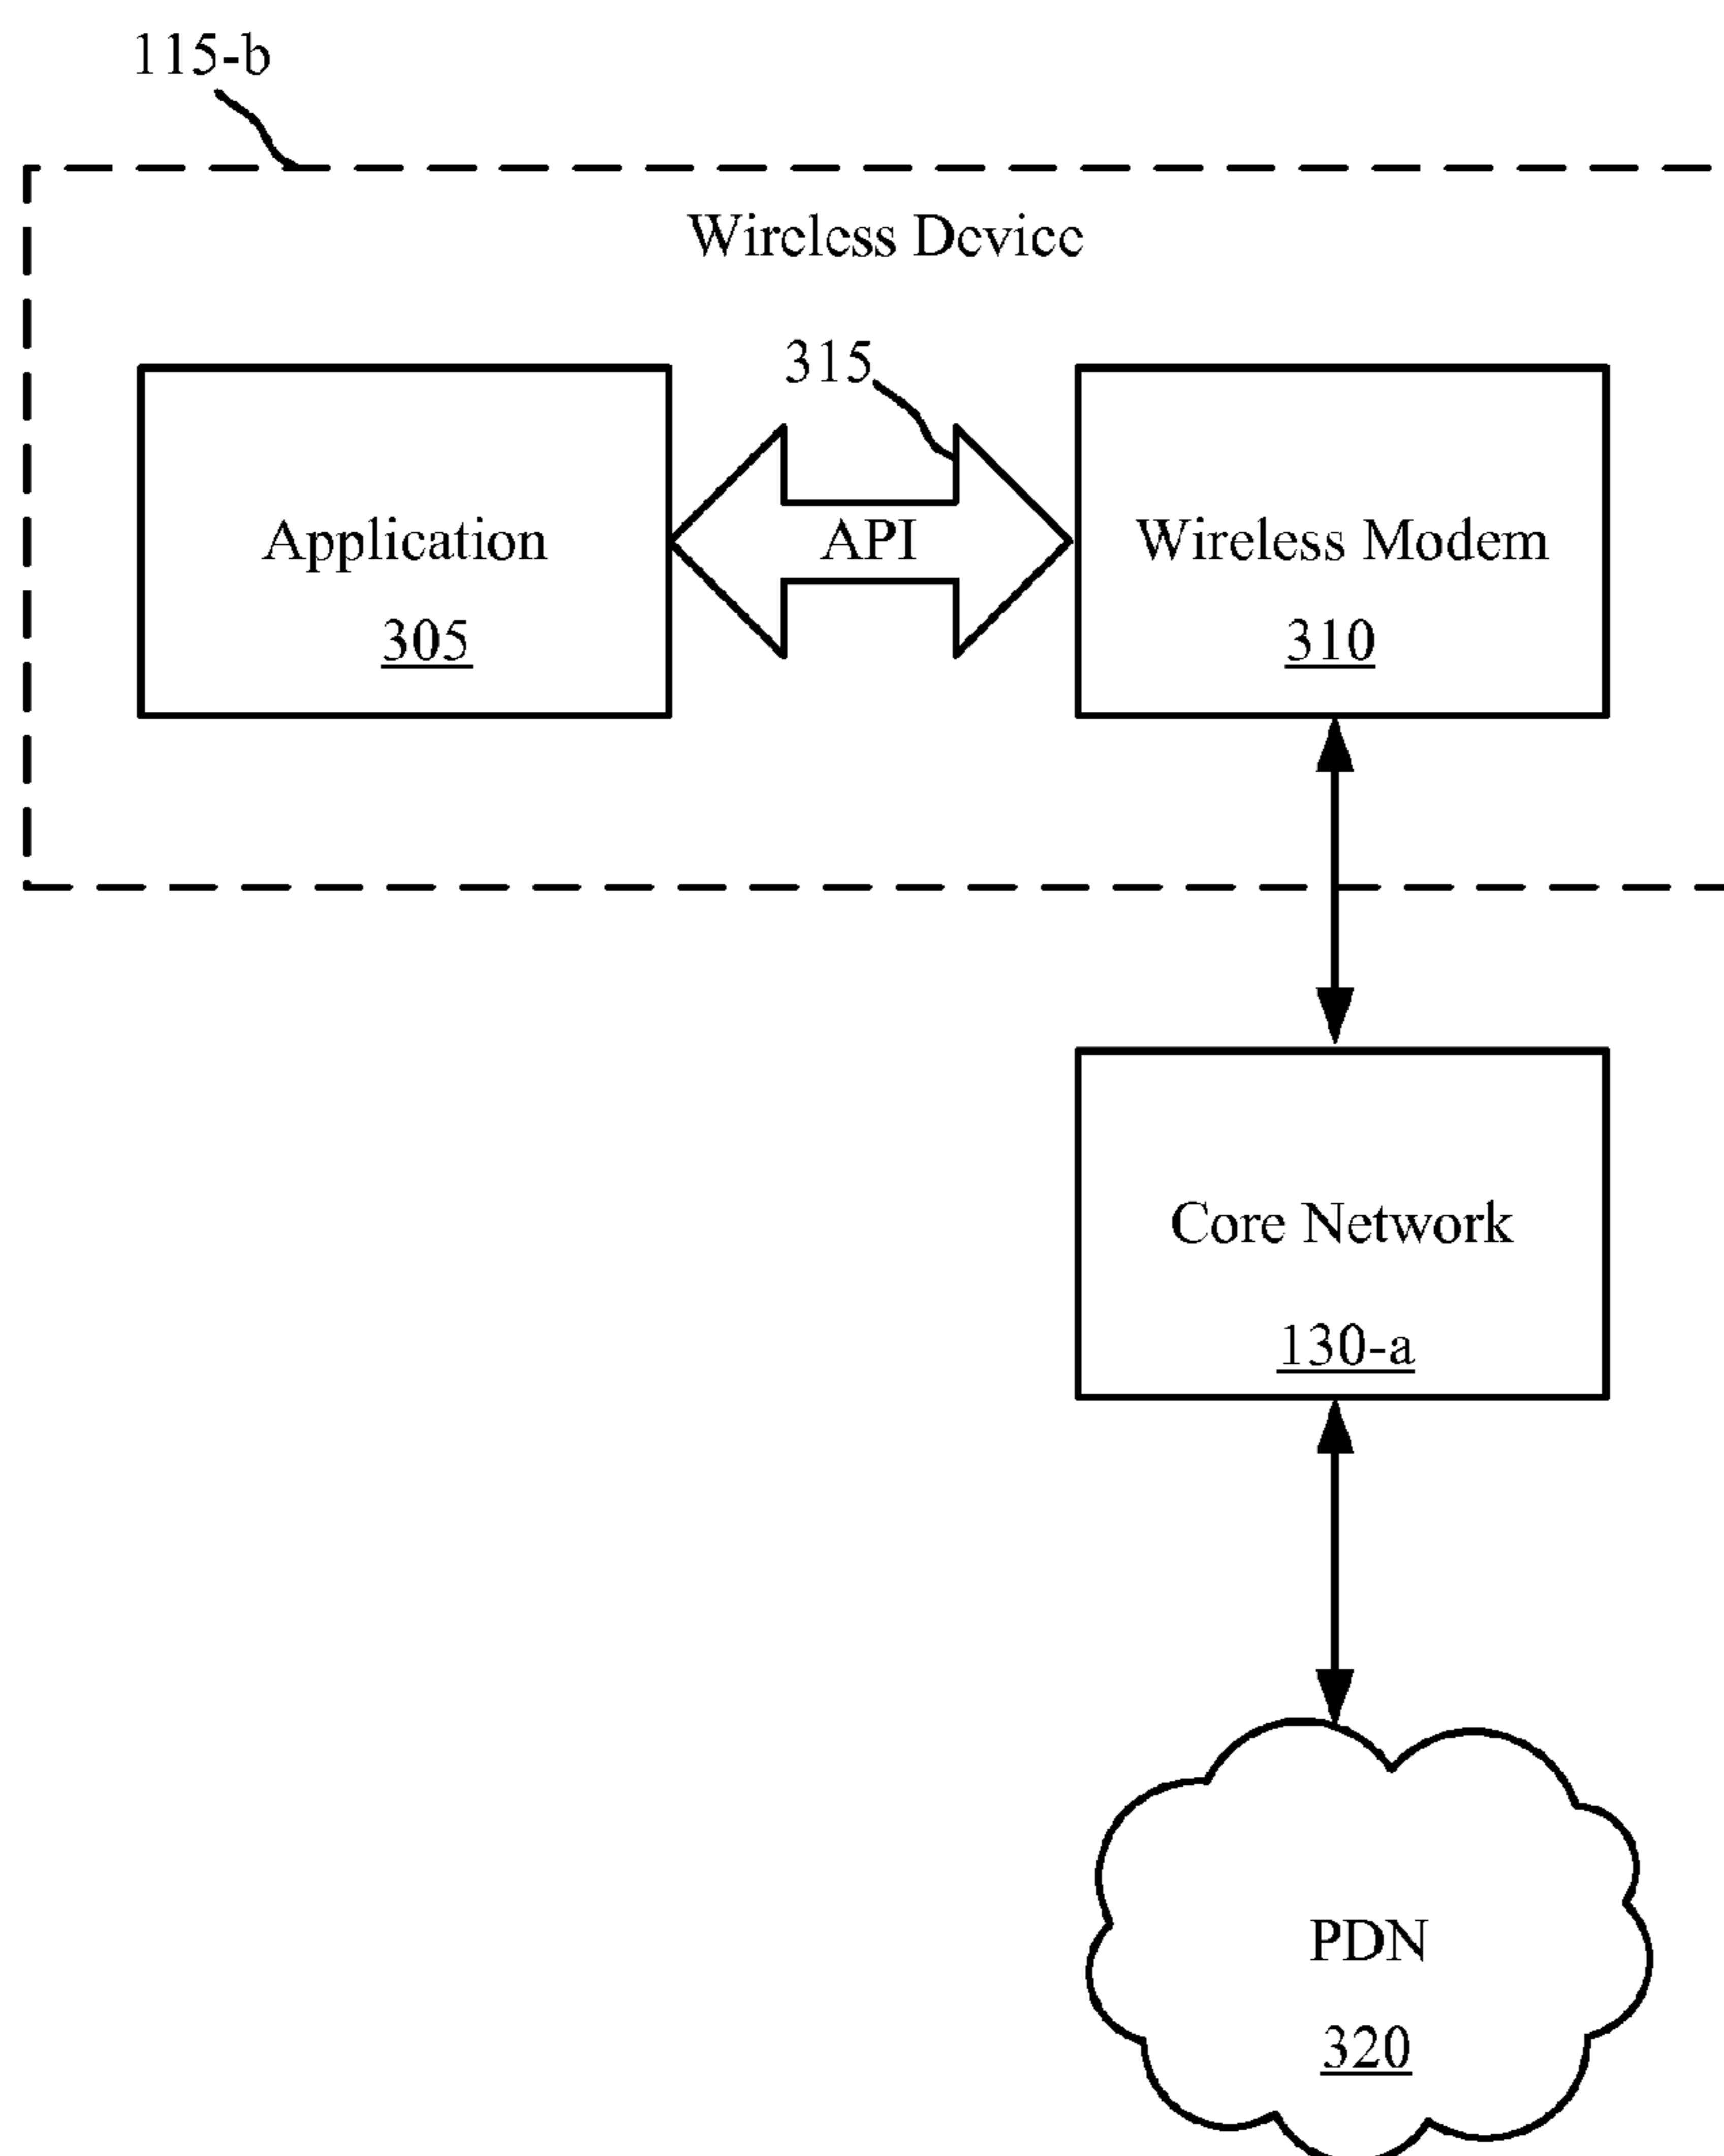 115-b
Wireless Device
315
Application
305
API
Wireless Modem
310
Core Network
130-a
PDN
320